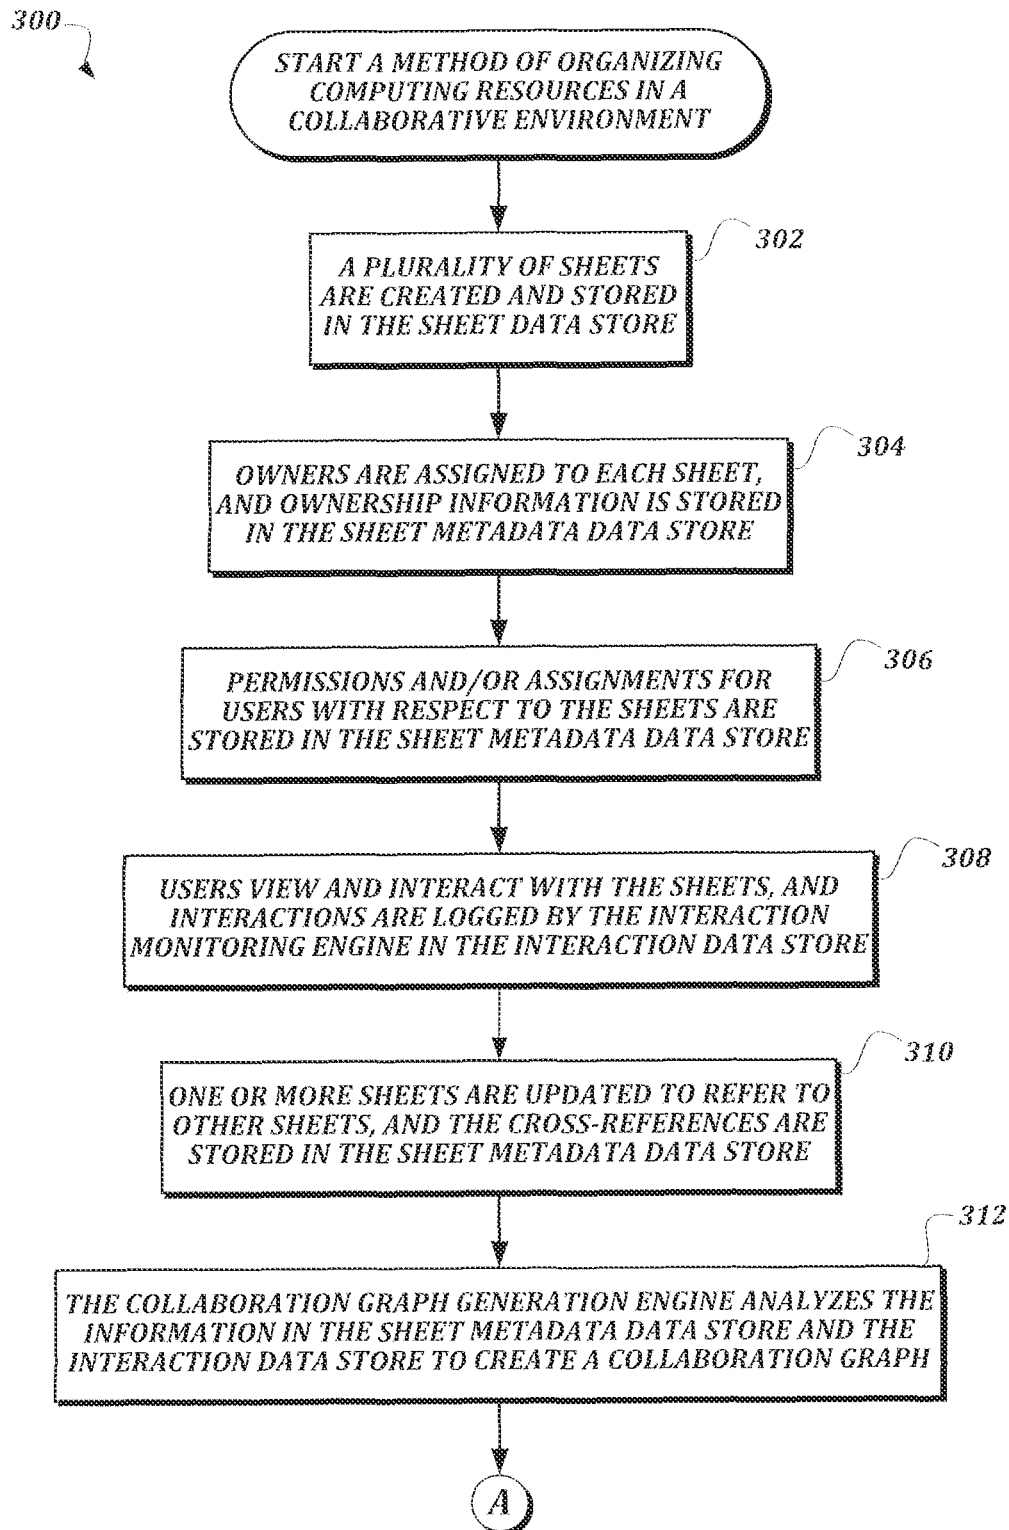 300
START A METHOD OF ORGANIZING
COMPUTING RESOURCES IN A
COLLABORATIVE ENVIRONMENT
302
A PLURALITY OF SHEETS
ARE CREATED AND STORED
IN THE SHEET DATA STORE
304
OWNERS ARE ASSIGNED TO EACH SHEET,
AND OWNERSHIP INFORMATION IS STORED
IN THE SHEET METADATA DATA STORE
306
PERMISSIONS AND/OR ASSIGNMENTS FOR
USERS WITH RESPECT TO THE SHEETS ARE
STORED IN THE SHEET METADATA DATA STORE
308
USERS VIEW AND INTERACT WITH THE SHEETS, AND
INTERACTIONS ARE LOGGED BY THE INTERACTION
MONITORING ENGINE IN THE INTERACTION DATA STORE
310
ONE OR MORE SHEETS ARE UPDATED TO REFER TO
OTHER SHEETS, AND THE CROSS-REFERENCES ARE
STORED IN THE SHEET METADATA DATA STORE
312
THE COLLABORATION GRAPH GENERATION ENGINE ANALYZES THE
INFORMATION IN THE SHEET METADATA DATA STORE AND THE
INTERACTION DATA STORE TO CREATE A COLLABORATION GRAPH
A